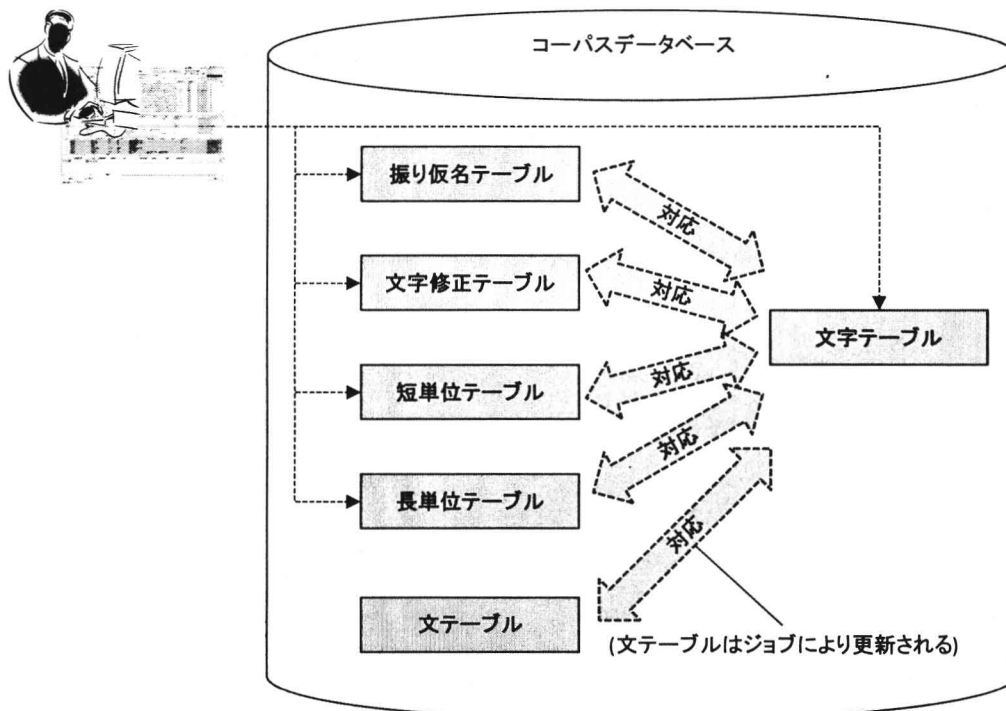 コーパスデータベース
振り仮名テーブル
対応
文字修正テーブル
対応
文字テーブル
短単位テーブル
対応
対応
長単位テーブル
対応
文テーブル
(文テーブルはジョブにより更新される)